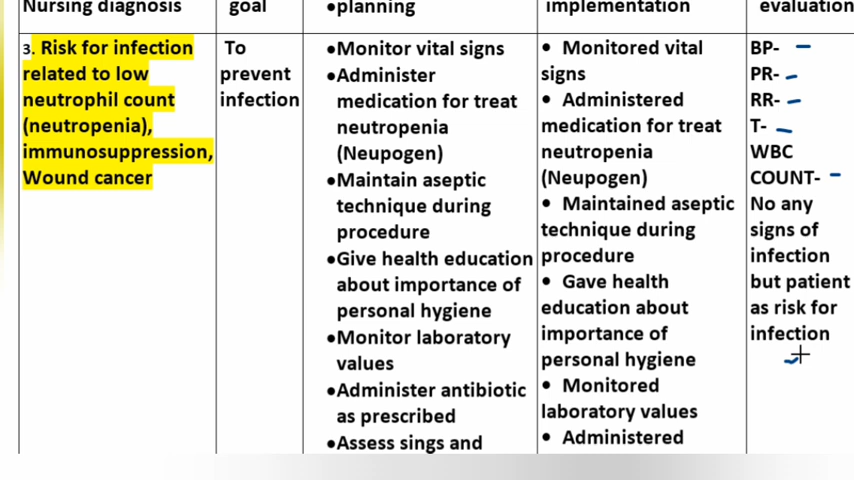 Nursing diagnosis
goal
•planning
implementation
evaluation
3. Risk for infection
related to low
neutrophil count
(neutropenia),
immunosuppression,
Wound cancer
To
prevent
infection
•Monitor vital signs
•Administer
medication for treat
neutropenia
(Neupogen)
•Maintain aseptic
technique during
procedure
•Give health education
about importance of
personal hygiene
•Monitor laboratory
values
•Administer antibiotic
as prescribed
•Assess sings and
• Monitored vital
signs
• Administered
medication for treat
neutropenia
(Neupogen)
• Maintained aseptic
technique during
procedure
• Gave health
education about
importance of
personal hygiene
• Monitored
laboratory values
• Administered
BP-
PR-
RR-
T-
WBC
COUNT-
No any
signs of
infection
but patient
as risk for
infection